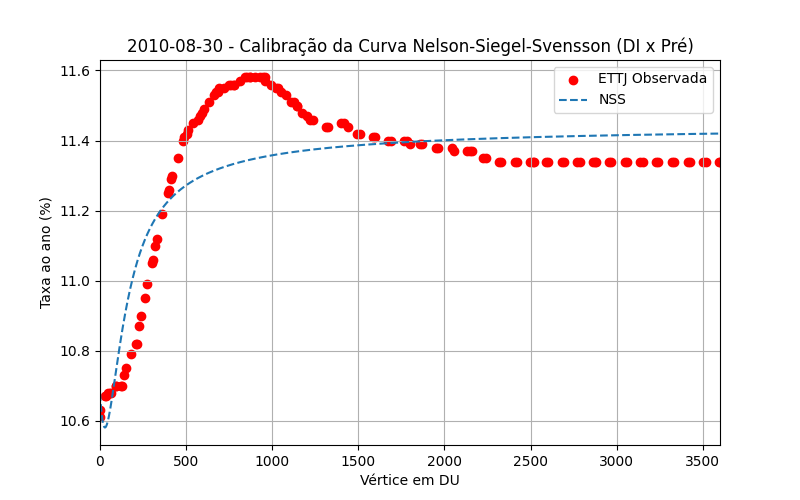 2010-08-30 - Calibração da Curva Nelson-Siegel-Svensson (DI x Pré)
ETTJ Observada
NSS
Taxa ao ano (%)
11.6
11.4
11.2
11.0
10.8
10.6
0 500 1000 1500 2000 2500 3000 3500
Vértice em DU